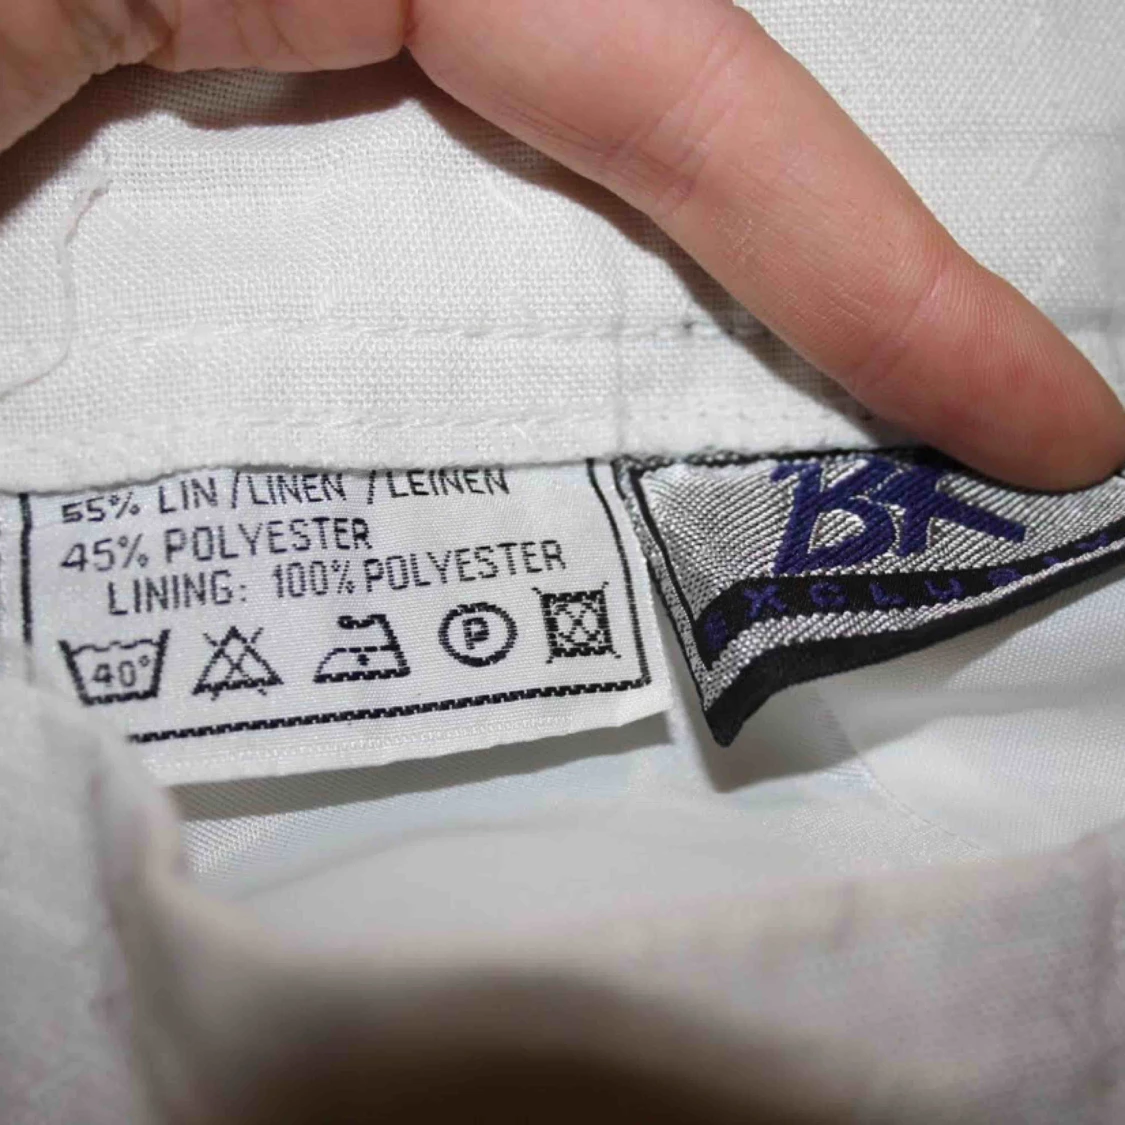 55% LIN / LINEN / LEINEN
45% POLYESTER
LINING: 100% POLYESTER
40°
P
BK